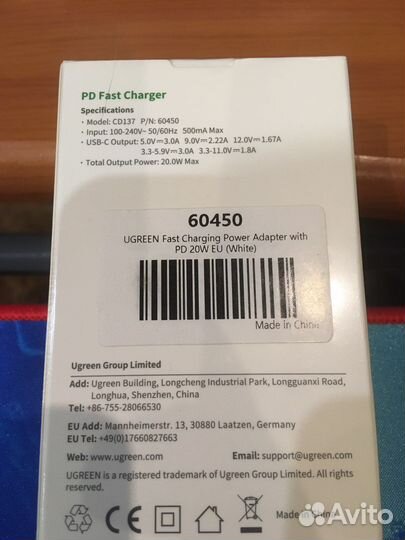 PD Fast Charger
Specifications
• Model: CD137 P/N: 60450
• Input: 100-240V~ 50/60Hz 500mA Max
• USB-C Output: 5.0V⎓3.0A 9.0V⎓2.22A 12.0V⎓1.67A
3.3-5.9V⎓3.0A 3.3-11.0V⎓1.8A
• Total Output Power: 20.0W Max
60450
UGREEN Fast Charging Power Adapter with
PD 20W EU (White)
Made in China
Ugreen Group Limited
Add: Ugreen Building, Longcheng Industrial Park, Longguanxi Road,
Longhua, Shenzhen, China
Tel: +86-755-28066530
EU Add: Mannheimerstr. 13, 30880 Laatzen, Germany
EU Tel: +49(0)17660827663
Web: www.ugreen.com Email: support@ugreen.com
UGREEN is a registered trademark of Ugreen Group Limited. All rights
reserved.
CE Made in China
Avito